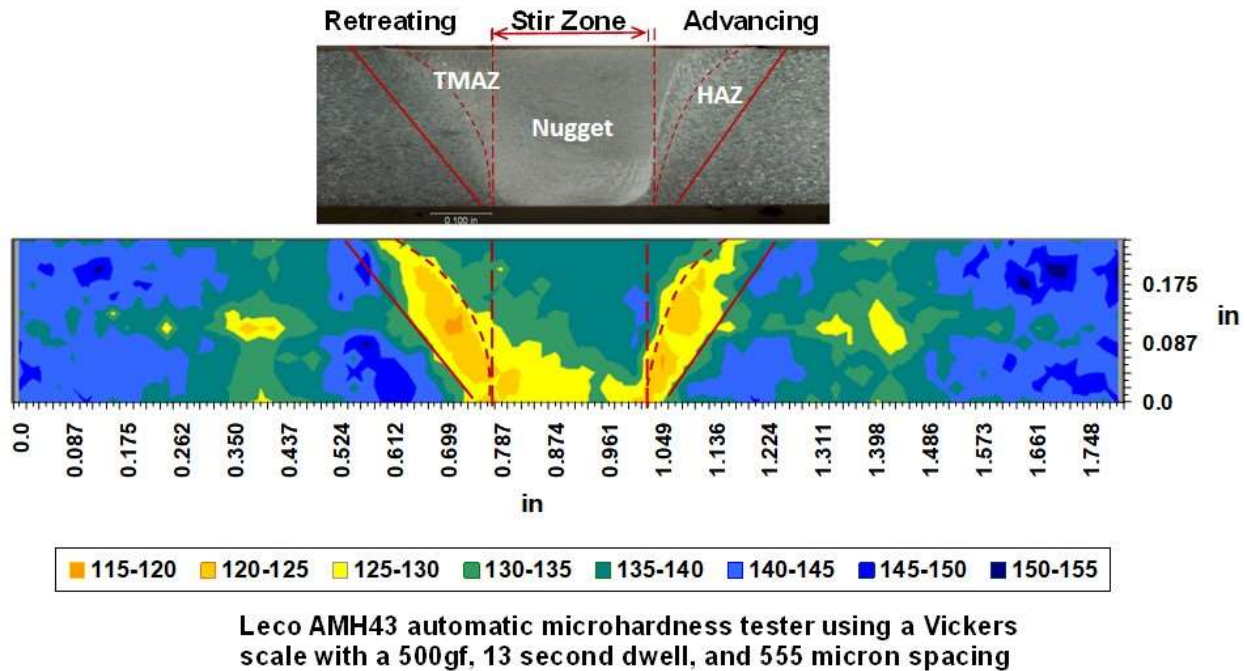 Retreating Stir Zone Advancing
TMAZ
HAZ
Nugget
0.100 in
0.175
0.087
0.0
in
0.0 0.087 0.175 0.262 0.350 0.437 0.524 0.612 0.699 0.787 0.874 0.961 1.049 1.136 1.224 1.311 1.398 1.486 1.573 1.661 1.748
in
115-120 120-125 125-130 130-135 135-140 140-145 145-150 150-155
Leco AMH43 automatic microhardness tester using a Vickers
scale with a 500gf, 13 second dwell, and 555 micron spacing